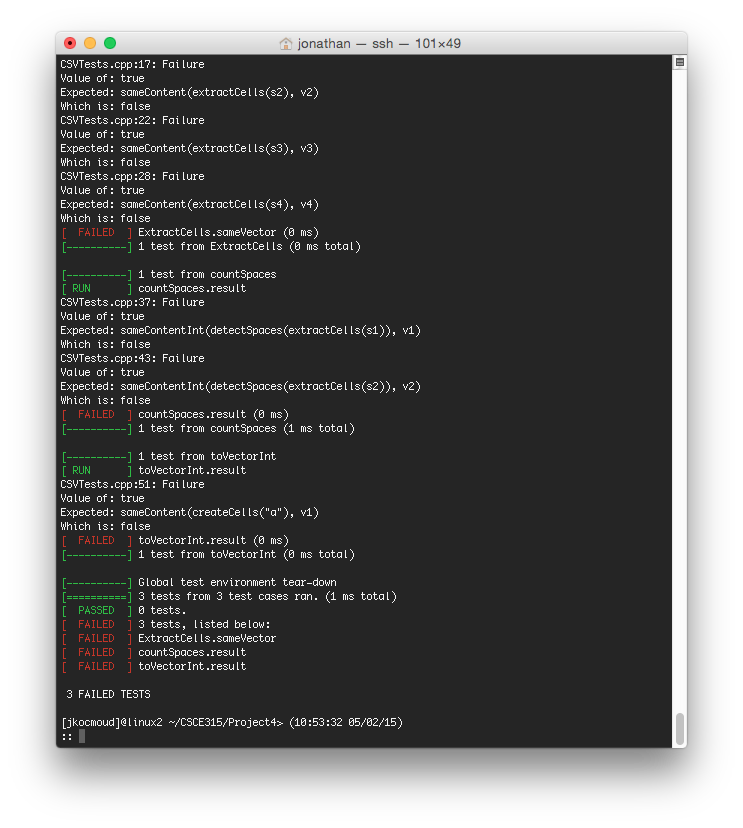 jonathan — ssh — 101×49
CSVTests.cpp:17: Failure
Value of: true
Expected: sameContent(extractCells(s2), v2)
Which is: false
CSVTests.cpp:22: Failure
Value of: true
Expected: sameContent(extractCells(s3), v3)
Which is: false
CSVTests.cpp:28: Failure
Value of: true
Expected: sameContent(extractCells(s4), v4)
Which is: false
[  FAILED  ] ExtractCells.sameVector (0 ms)
[----------] 1 test from ExtractCells (0 ms total)

[----------] 1 test from countSpaces
[ RUN      ] countSpaces.result
CSVTests.cpp:37: Failure
Value of: true
Expected: sameContentInt(detectSpaces(extractCells(s1)), v1)
Which is: false
CSVTests.cpp:43: Failure
Value of: true
Expected: sameContentInt(detectSpaces(extractCells(s2)), v2)
Which is: false
[  FAILED  ] countSpaces.result (0 ms)
[----------] 1 test from countSpaces (1 ms total)

[----------] 1 test from toVectorInt
[ RUN      ] toVectorInt.result
CSVTests.cpp:51: Failure
Value of: true
Expected: sameContent(createCells("a"), v1)
Which is: false
[  FAILED  ] toVectorInt.result (0 ms)
[----------] 1 test from toVectorInt (0 ms total)

[----------] Global test environment tear-down
[==========] 3 tests from 3 test cases ran. (1 ms total)
[  PASSED  ] 0 tests.
[  FAILED  ] 3 tests, listed below:
[  FAILED  ] ExtractCells.sameVector
[  FAILED  ] countSpaces.result
[  FAILED  ] toVectorInt.result

 3 FAILED TESTS

[jkocmoud]@linux2 ~/CSCE315/Project4> (10:53:32 05/02/15)
::